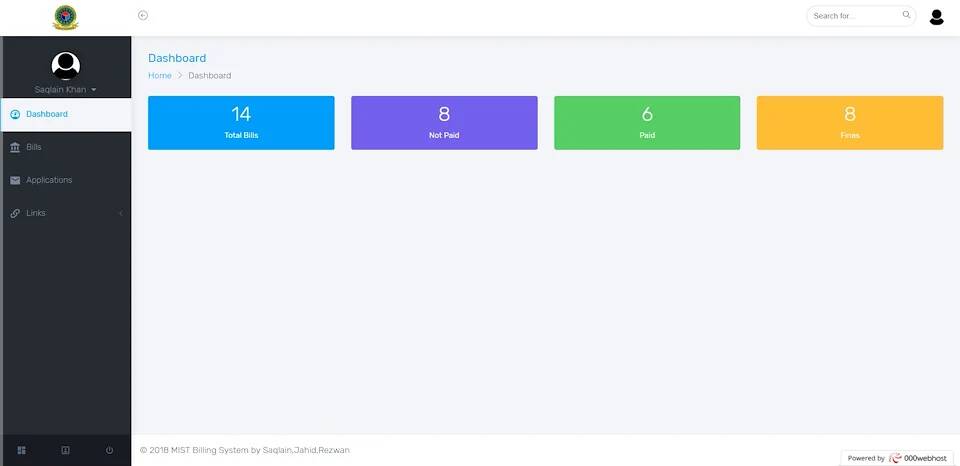 Search for...
Saqlain Khan
Dashboard
Bills
Applications
Links
Dashboard
Home > Dashboard
14
Total Bills
8
Not Paid
6
Paid
8
Fines
© 2018 MIST Billing System by Saqlain,Jahid,Rezwan
Powered by 000webhost